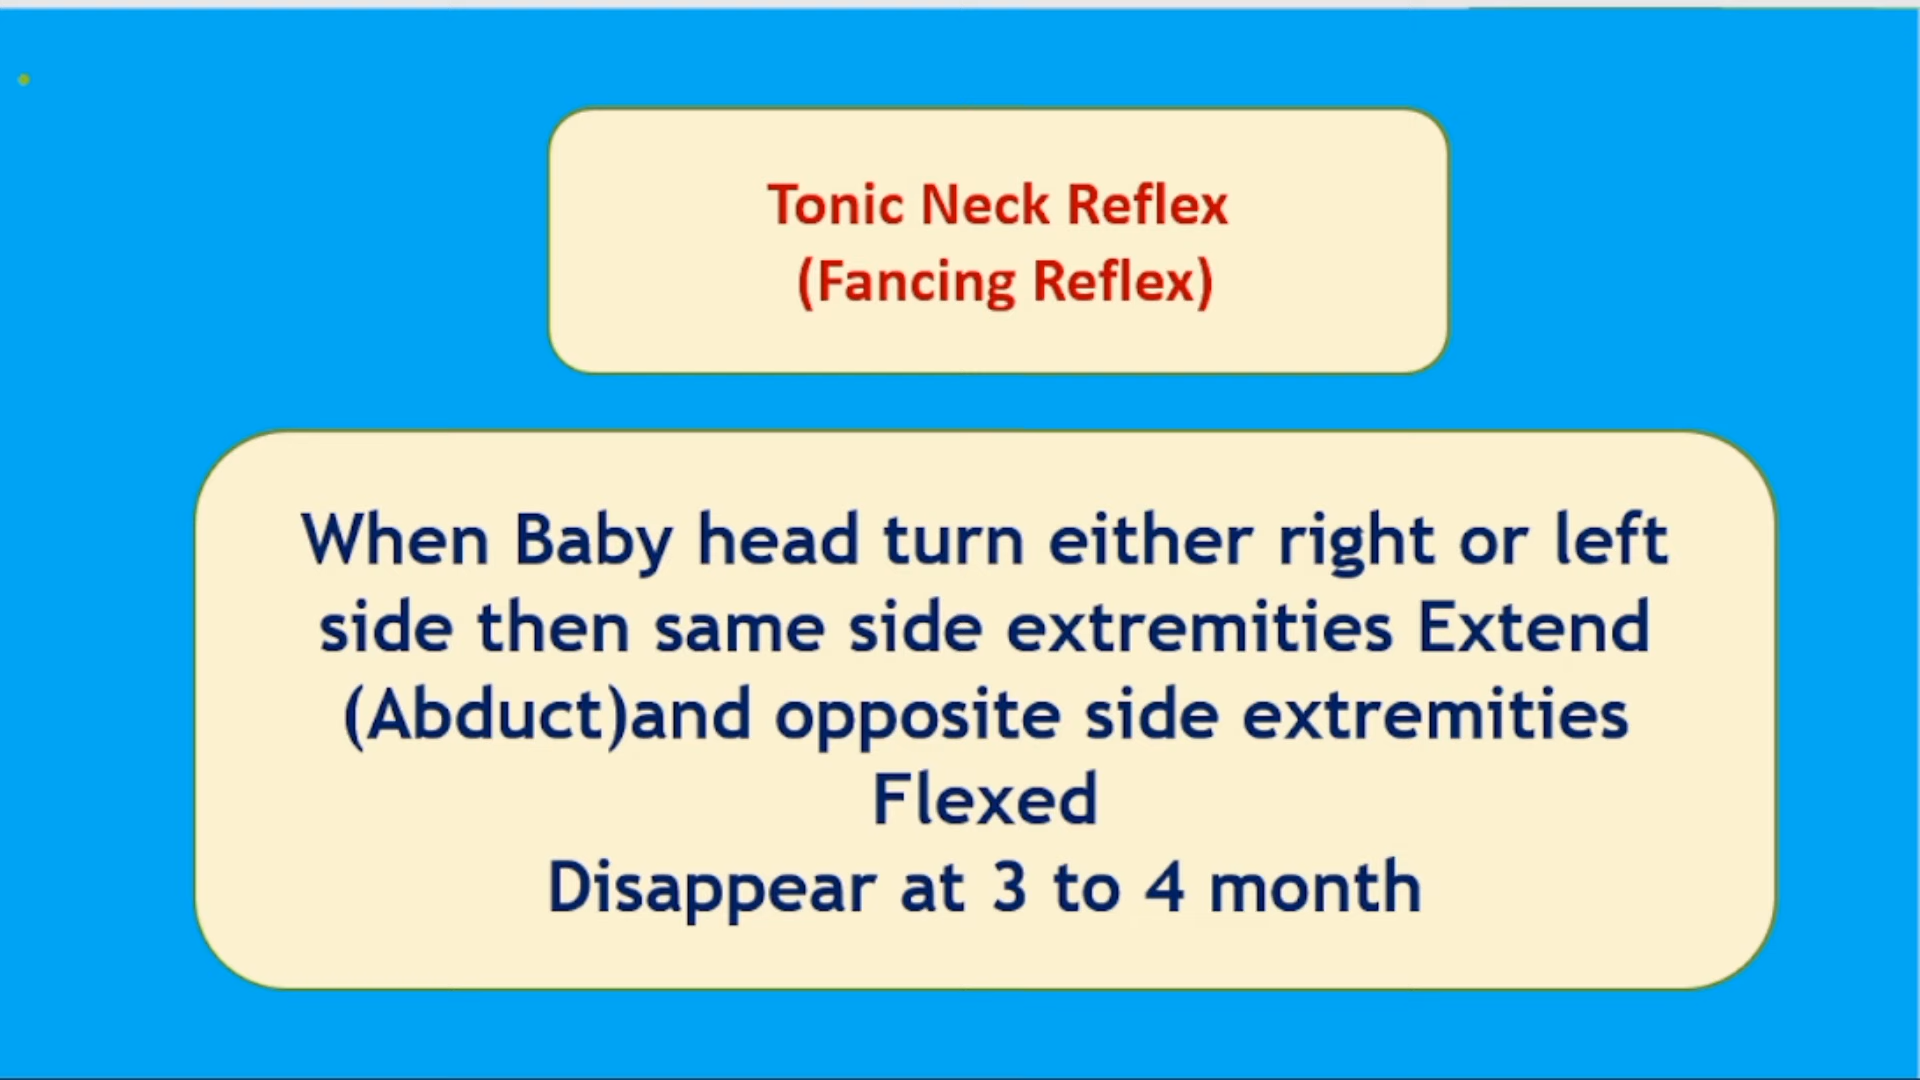 Tonic Neck Reflex
(Fancing Reflex)
When Baby head turn either right or left
side then same side extremities Extend
(Abduct)and opposite side extremities
Flexed
Disappear at 3 to 4 month